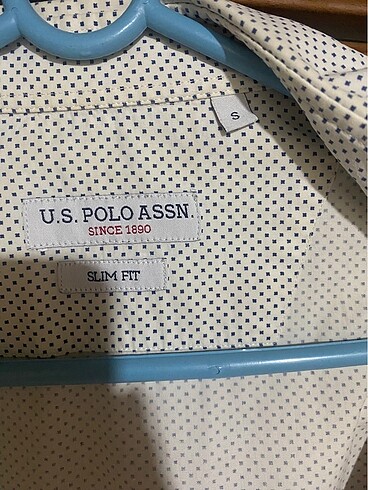 S
U.S. POLO ASSN.
SINCE 1890
SLIM FIT